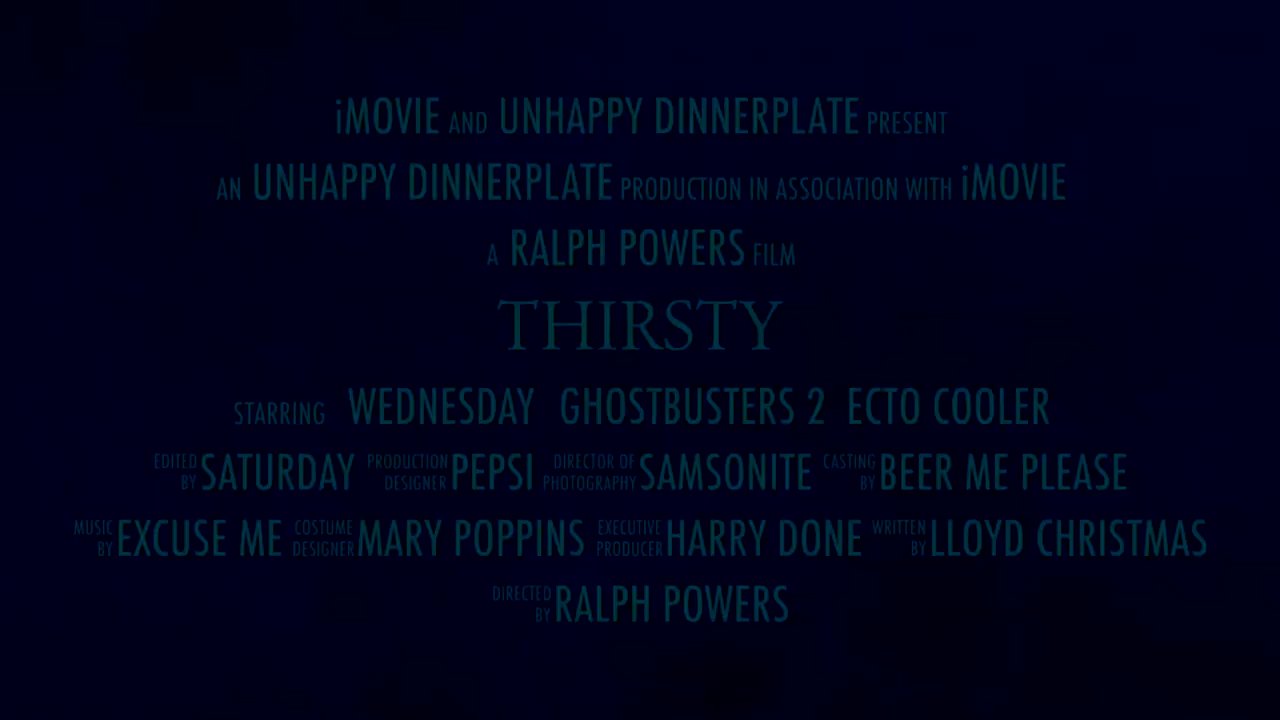 iMOVIE AND UNHAPPY DINNERPLATE PRESENT
AN UNHAPPY DINNERPLATE PRODUCTION IN ASSOCIATION WITH iMOVIE
A RALPH POWERS FILM
THIRSTY
STARRING WEDNESDAY GHOSTBUSTERS 2 ECTO COOLER
EDITED BY SATURDAY PRODUCTION DESIGNER PEPSI DIRECTOR OF PHOTOGRAPHY SAMSONITE CASTING BY BEER ME PLEASE
MUSIC BY EXCUSE ME COSTUME DESIGNER MARY POPPINS EXECUTIVE PRODUCER HARRY DONE WRITTEN BY LLOYD CHRISTMAS
DIRECTED BY RALPH POWERS